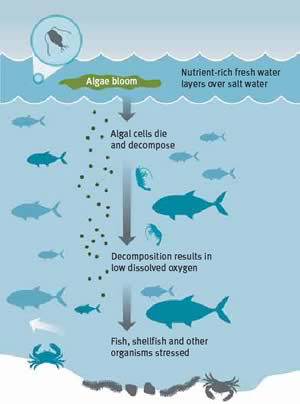 Algae bloom
Nutrient-rich fresh water
layers over salt water
Algal cells die
and decompose
Decomposition results in
low dissolved oxygen
Fish, shellfish and other
organisms stressed